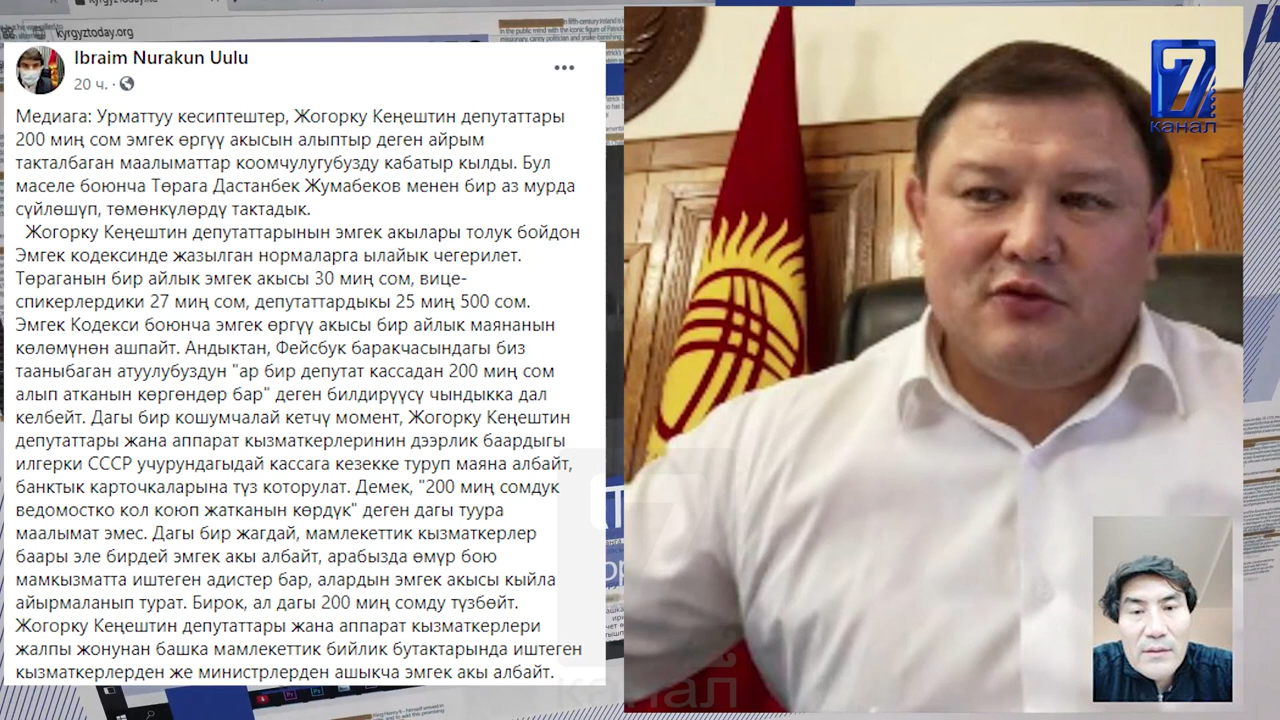 kyrgyztoday.org
Ibraim Nurakun Uulu
20 ч.
Медиага: Урматтуу кесиптештер, Жогорку Кеңештин депутаттары
200 миң сом эмгек өргүү акысын алыптыр деген айрым
такталбаган маалыматтар коомчулугубузду кабатыр кылды. Бул
маселе боюнча Төрага Дастанбек Жумабеков менен бир аз мурда
сүйлөшүп, төмөнкүлөрдү тактадык.
Жогорку Кеңештин депутаттарынын эмгек акылары толук бойдон
Эмгек кодексинде жазылган нормаларга ылайык чегерилет.
Төраганын бир айлык эмгек акысы 30 миң сом, вице-
спикерлердики 27 миң сом, депутаттардыкы 25 миң 500 сом.
Эмгек Кодекси боюнча эмгек өргүү акысы бир айлык маянанын
көлөмүнөн ашпайт. Андыктан, Фейсбук баракчасындагы биз
тааныбаган атуулубуздун "ар бир депутат кассадан 200 миң сом
алып атканын көргөндөр бар" деген билдирүүсү чындыкка дал
келбейт. Дагы бир кошумчалай кетчү момент, Жогорку Кеңештин
депутаттары жана аппарат кызматкерлеринин дээрлик баардыгы
илгерки СССР учурундагыдай кассага кезекке туруп маяна албайт,
банктык карточкаларына түз которулат. Демек, "200 миң сомдук
ведомостко кол коюп жатканын көрдүк" деген дагы туура
маалымат эмес. Дагы бир жагдай, мамлекеттик кызматкерлер
баары эле бирдей эмгек акы албайт, арабызда өмүр бою
мамкызматта иштеген адистер бар, алардын эмгек акысы кыйла
айырмаланып турат. Бирок, ал дагы 200 миң сомду түзбөйт.
Жогорку Кеңештин депутаттары жана аппарат кызматкерлери
жалпы жонунан башка мамлекеттик бийлик бутактарында иштеген
кызматкерлерден же министрлерден ашыкча эмгек акы албайт.
7
канал
7
канал